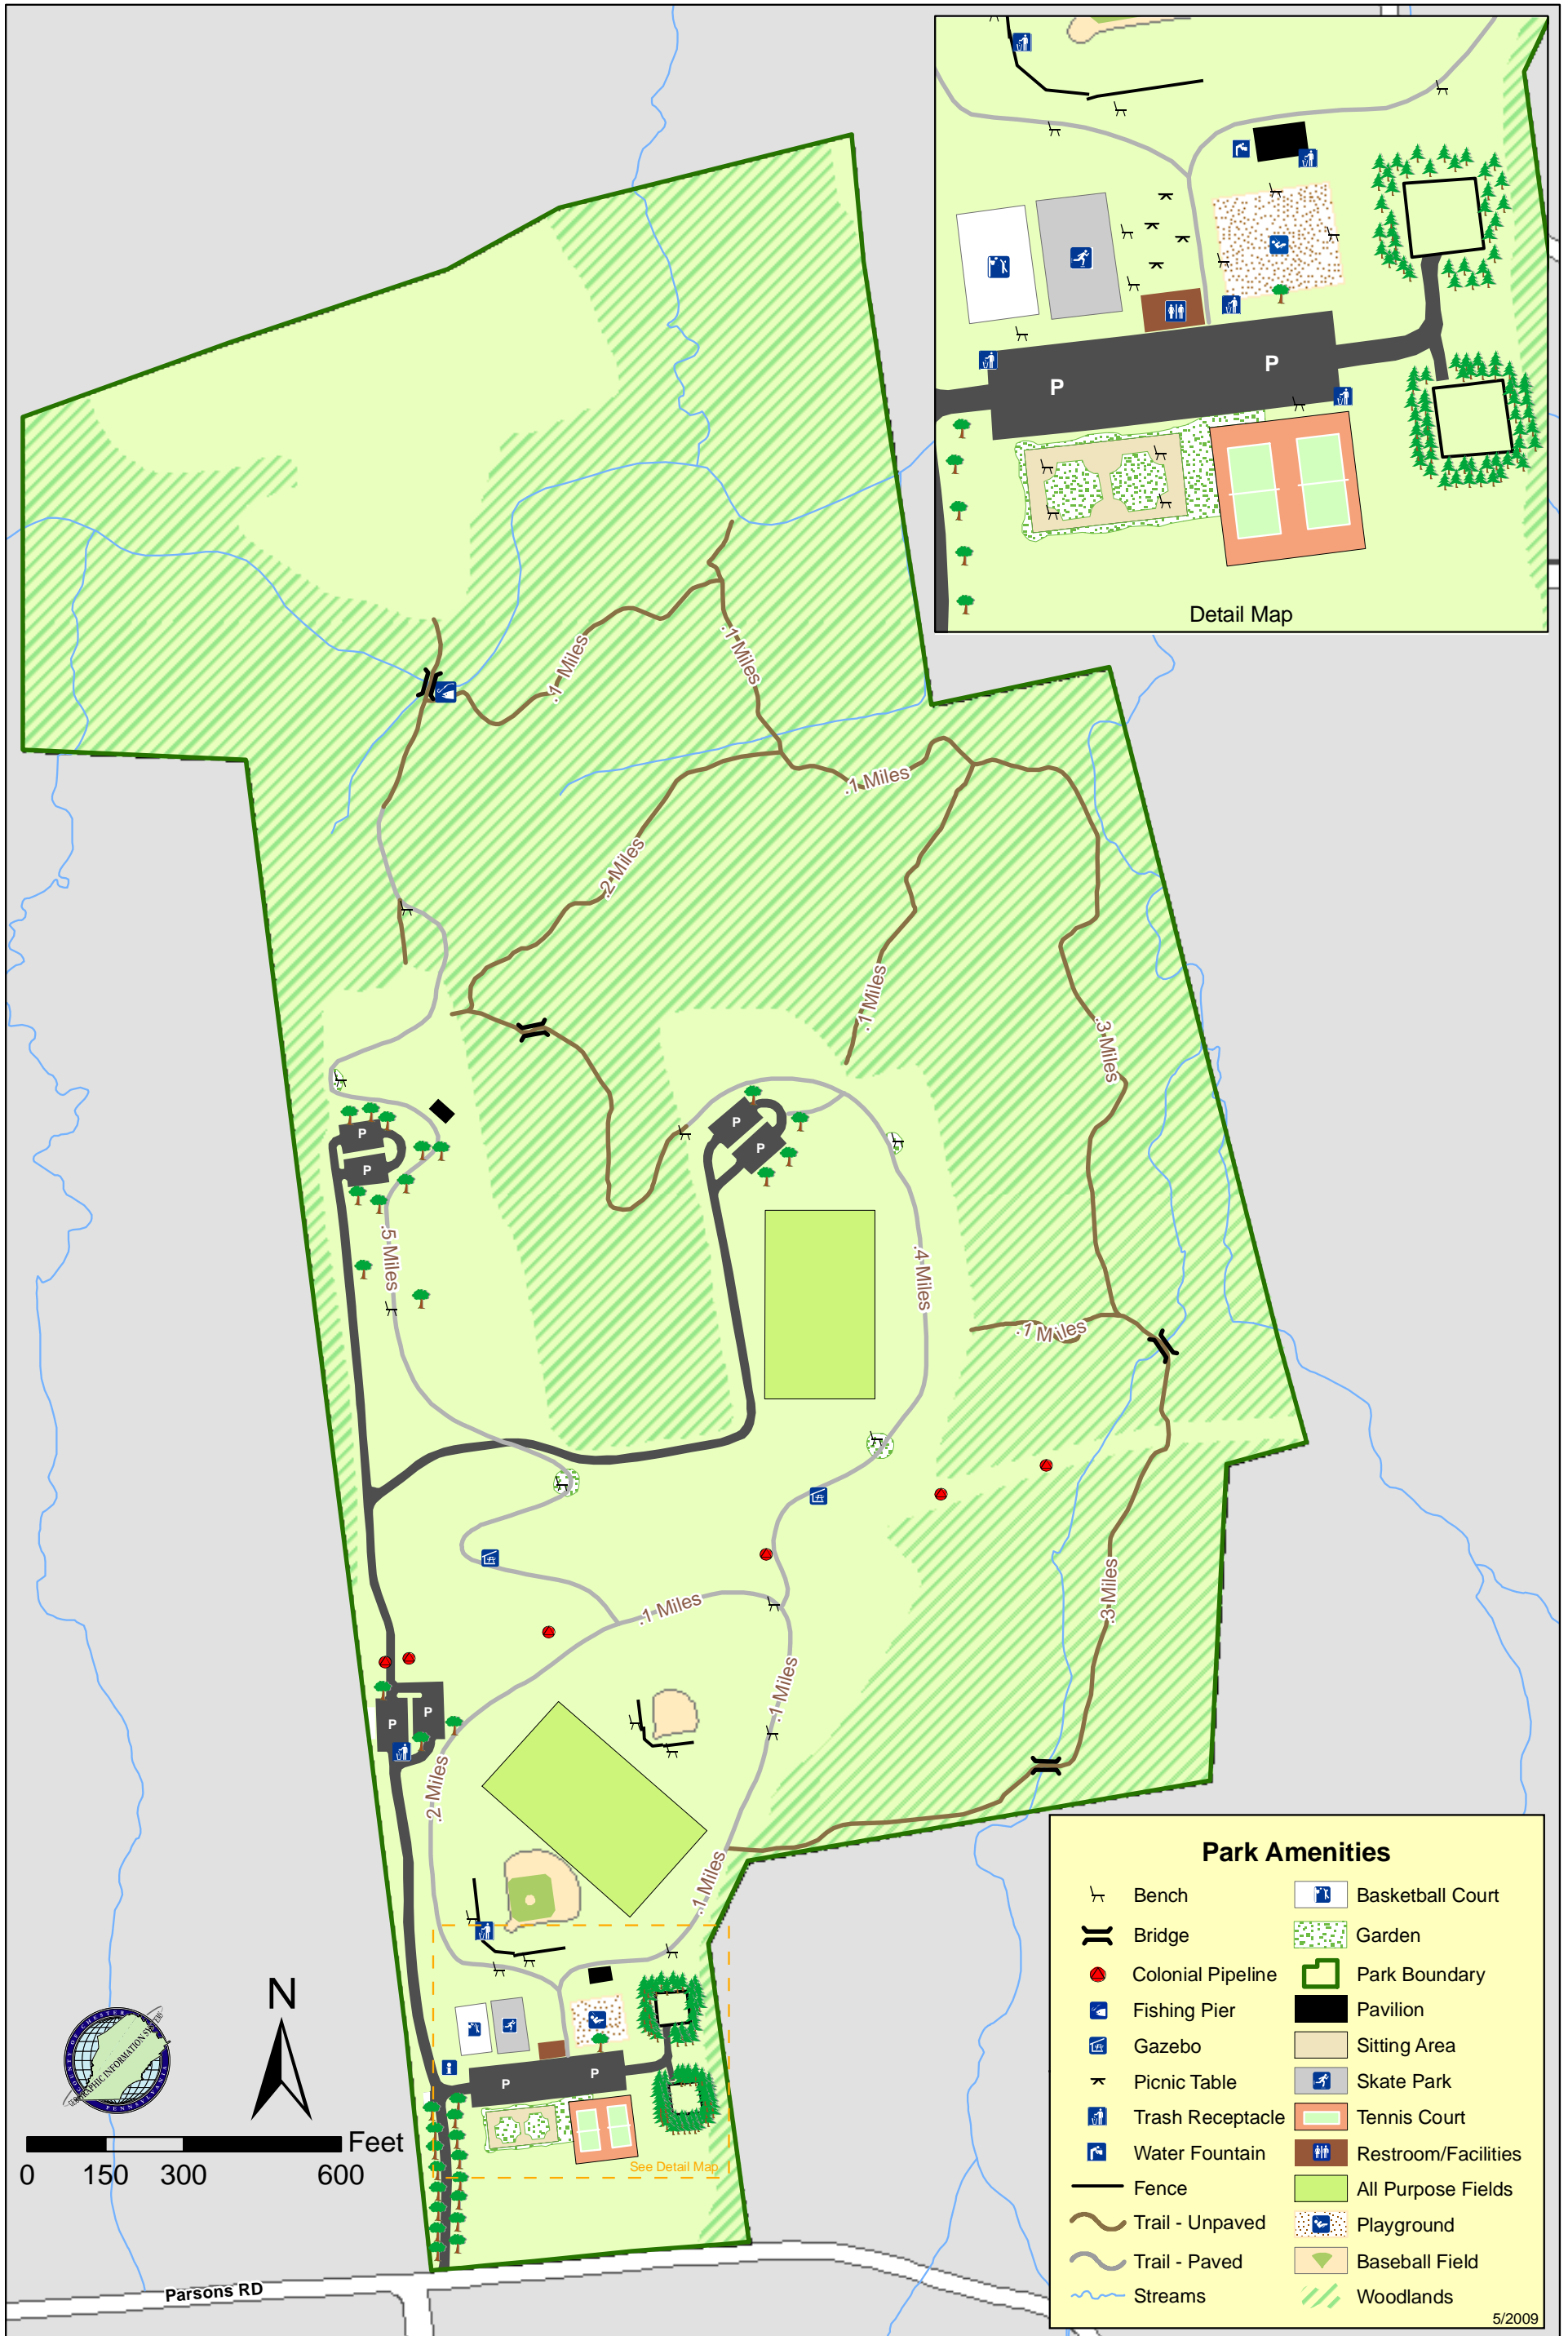 P
P
Detail Map
.1 Miles
.1 Miles
.1 Miles
.2 Miles
.1 Miles
.3 Miles
P
P
P
P
.5 Miles
.4 Miles
.1 Miles
.3 Miles
.1 Miles
.1 Miles
P
P
.2 Miles
.1 Miles
P
P
See Detail Map
N
GEOGRAPHIC INFORMATION SYSTEMS
PENNSYLVANIA
Feet
0 150 300 600
Parsons RD
Park Amenities
Bench
Bridge
Colonial Pipeline
Fishing Pier
Gazebo
Picnic Table
Trash Receptacle
Water Fountain
Fence
Trail - Unpaved
Trail - Paved
Streams
Basketball Court
Garden
Park Boundary
Pavilion
Sitting Area
Skate Park
Tennis Court
Restroom/Facilities
All Purpose Fields
Playground
Baseball Field
Woodlands
5/2009